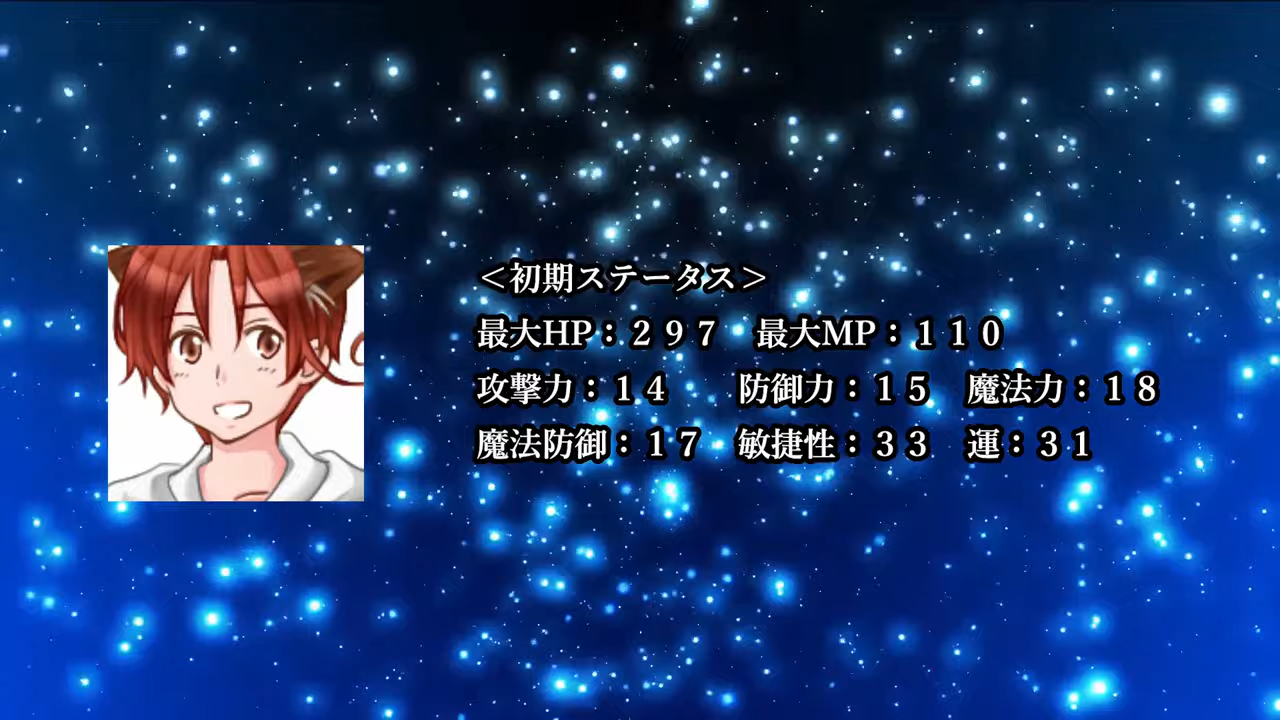 ＜初期ステータス＞
最大HP：２９７　最大MP：１１０
攻撃力：１４　　防御力：１５　魔法力：１８
魔法防御：１７　敏捷性：３３　運：３１